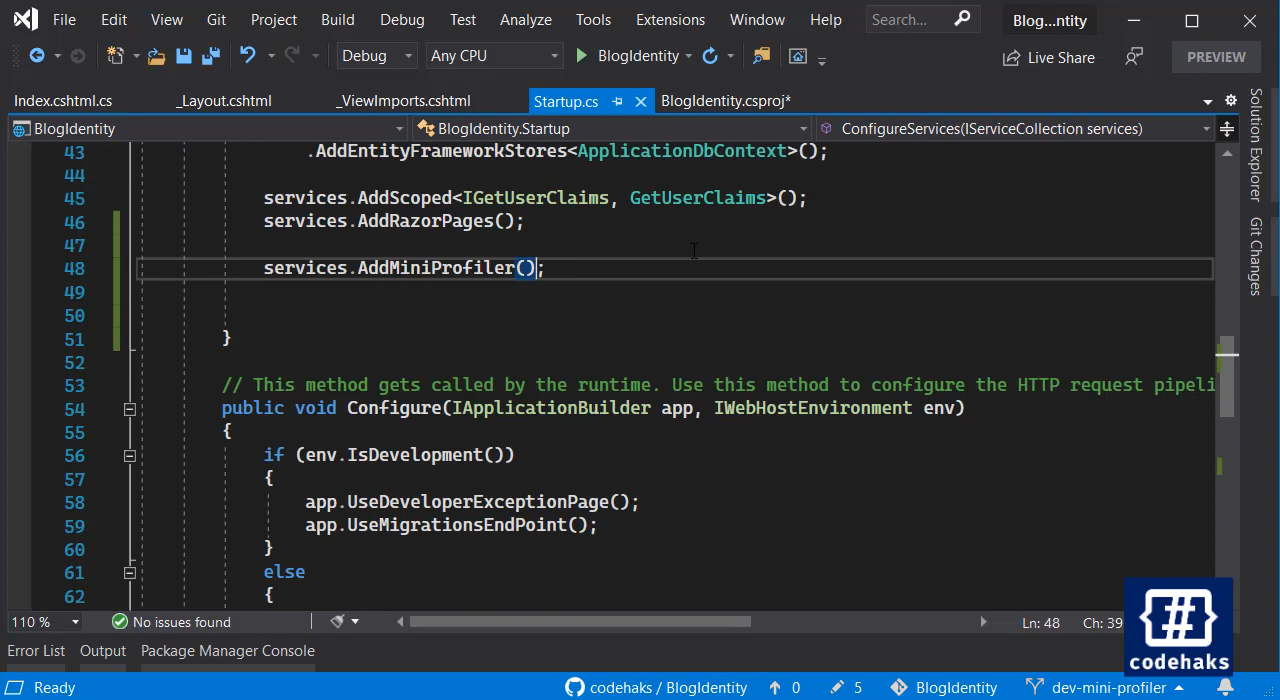 File Edit View Git Project Build Debug Test Analyze Tools Extensions Window Help Search... Blog...ntity
Debug Any CPU BlogIdentity Live Share PREVIEW
Index.cshtml.cs _Layout.cshtml _ViewImports.cshtml Startup.cs BlogIdentity.csproj*
BlogIdentity BlogIdentity.Startup ConfigureServices(IServiceCollection services)
43 .AddEntityFrameworkStores<ApplicationDbContext>();
44
45 services.AddScoped<IGetUserClaims, GetUserClaims>();
46 services.AddRazorPages();
47
48 services.AddMiniProfiler();
49
50
51 }
52
53 // This method gets called by the runtime. Use this method to configure the HTTP request pipeli
54 public void Configure(IApplicationBuilder app, IWebHostEnvironment env)
55 {
56 if (env.IsDevelopment())
57 {
58 app.UseDeveloperExceptionPage();
59 app.UseMigrationsEndPoint();
60 }
61 else
62 {
Solution Explorer
Git Changes
110 % No issues found Ln: 48 Ch: 39
Error List Output Package Manager Console
{#}
codehaks
Ready codehaks / BlogIdentity 0 5 BlogIdentity dev-mini-profiler